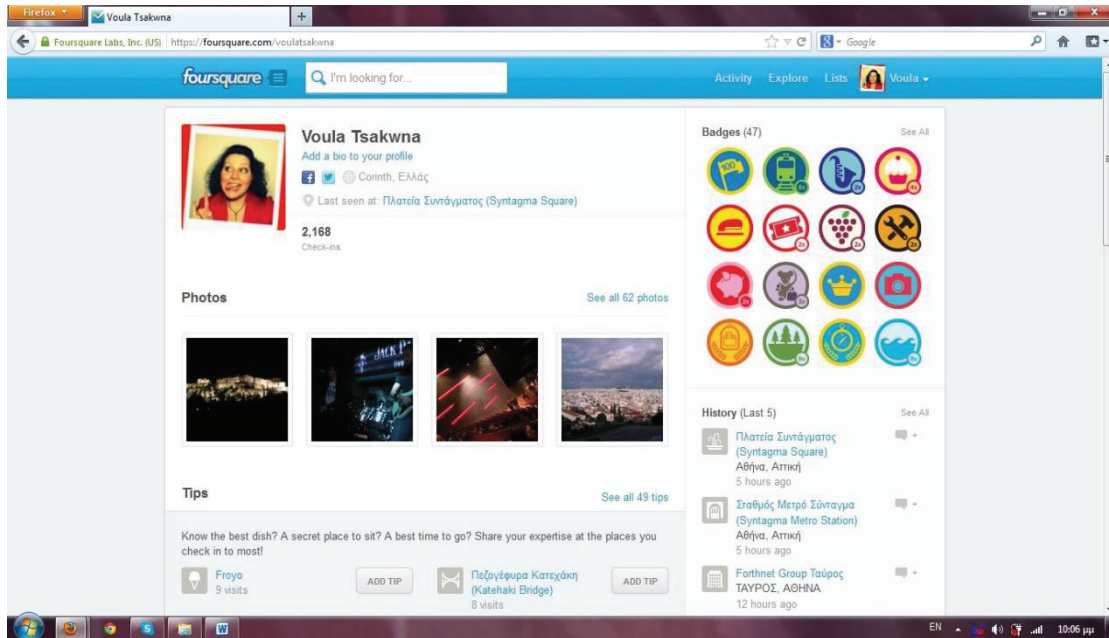 Firefox
Voula Tsakwna
Foursquare Labs, Inc. (US) https://foursquare.com/voulatsakwna
Google
foursquare
I'm looking for...
Activity Explore Lists Voula
Voula Tsakwna
Add a bio to your profile
Corinth, Ελλάς
Last seen at: Πλατεία Συντάγματος (Syntagma Square)
2,168
Check-ins
Photos
See all 62 photos
JACK
live
Tips
See all 49 tips
Know the best dish? A secret place to sit? A best time to go? Share your expertise at the places you
check in to most!
Froyo
9 visits
ADD TIP
Πεζογέφυρα Κατεχάκη
(Katehaki Bridge)
8 visits
ADD TIP
Badges (47)
See All
100
History (Last 5)
See All
Πλατεία Συντάγματος
(Syntagma Square)
Αθήνα, Αττική
5 hours ago
Σταθμός Μετρό Σύνταγμα
(Syntagma Metro Station)
Αθήνα, Αττική
5 hours ago
Forthnet Group Ταύρος
ΤΑΥΡΟΣ, ΑΘΗΝΑ
12 hours ago
EN
10:06 μμ